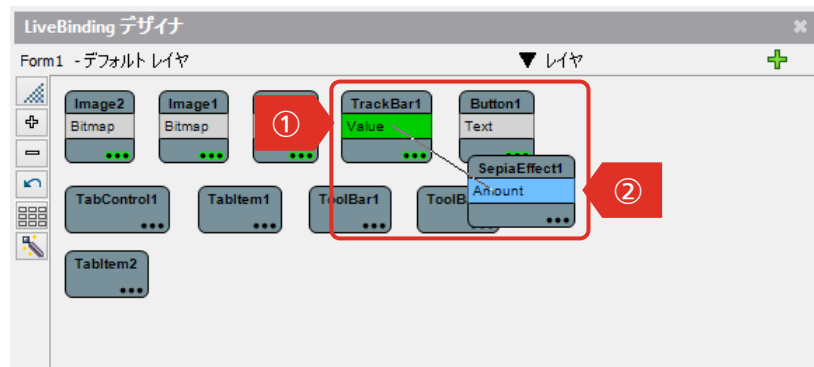 LiveBinding デザイナ
Form1 - デフォルト レイヤ
レイヤ
Image2
Bitmap
Image1
Bitmap
①
TrackBar1
Value
Button1
Text
SepiaEffect1
Amount
②
TabControl1
TabItem1
ToolBar1
ToolB
TabItem2